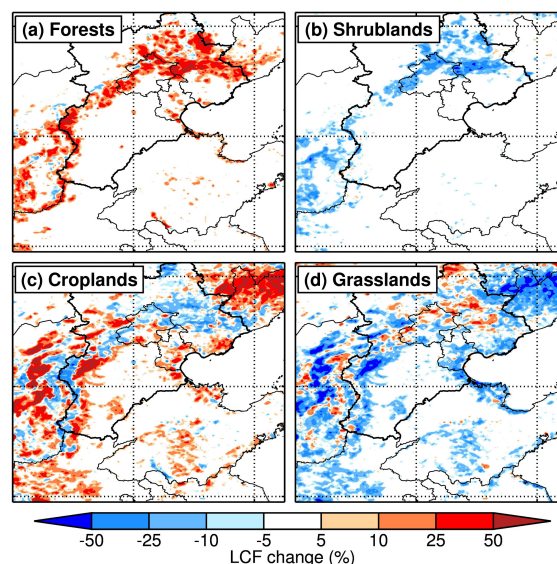 (a) Forests
(b) Shrublands
(c) Croplands
(d) Grasslands
-50 -25 -10 -5 5 10 25 50
LCF change (%)